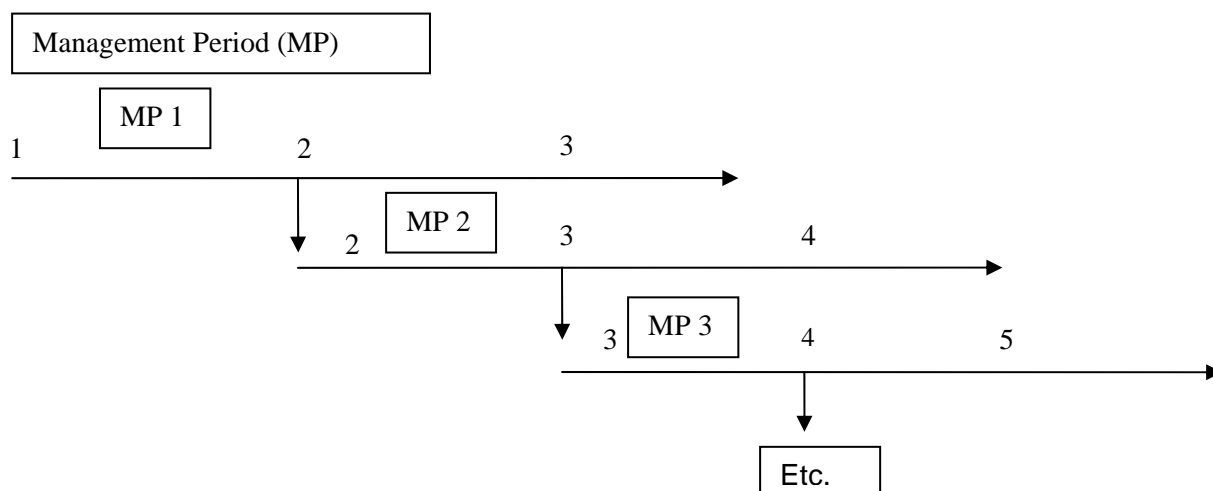 Management Period (MP)
MP 1
1 2 3
MP 2
2 3 4
MP 3
3 4 5
Etc.